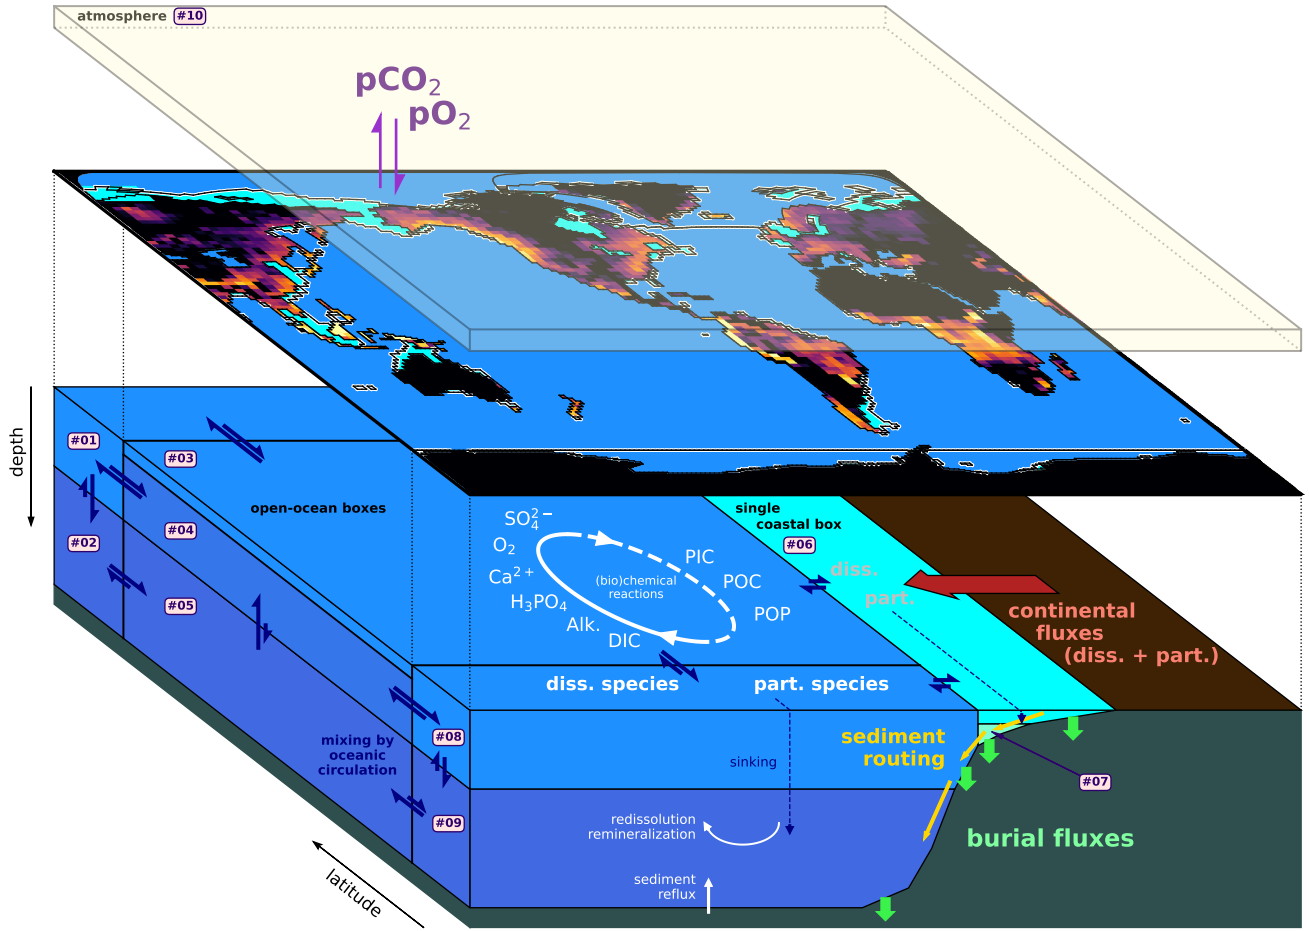 atmosphere #10
pCO₂
pO₂
depth
#01
#03
#02
#04
#05
open-ocean boxes
single
coastal box
#06
SO₄²⁻
O₂
Ca²⁺
H₃PO₄
Alk.
DIC
(bio)chemical
reactions
PIC
POC
POP
diss.
part.
continental
fluxes
(diss. + part.)
diss. species
part. species
mixing by
oceanic
circulation
#08
#09
sediment
routing
sinking
#07
redissolution
remineralization
burial fluxes
sediment
reflux
latitude